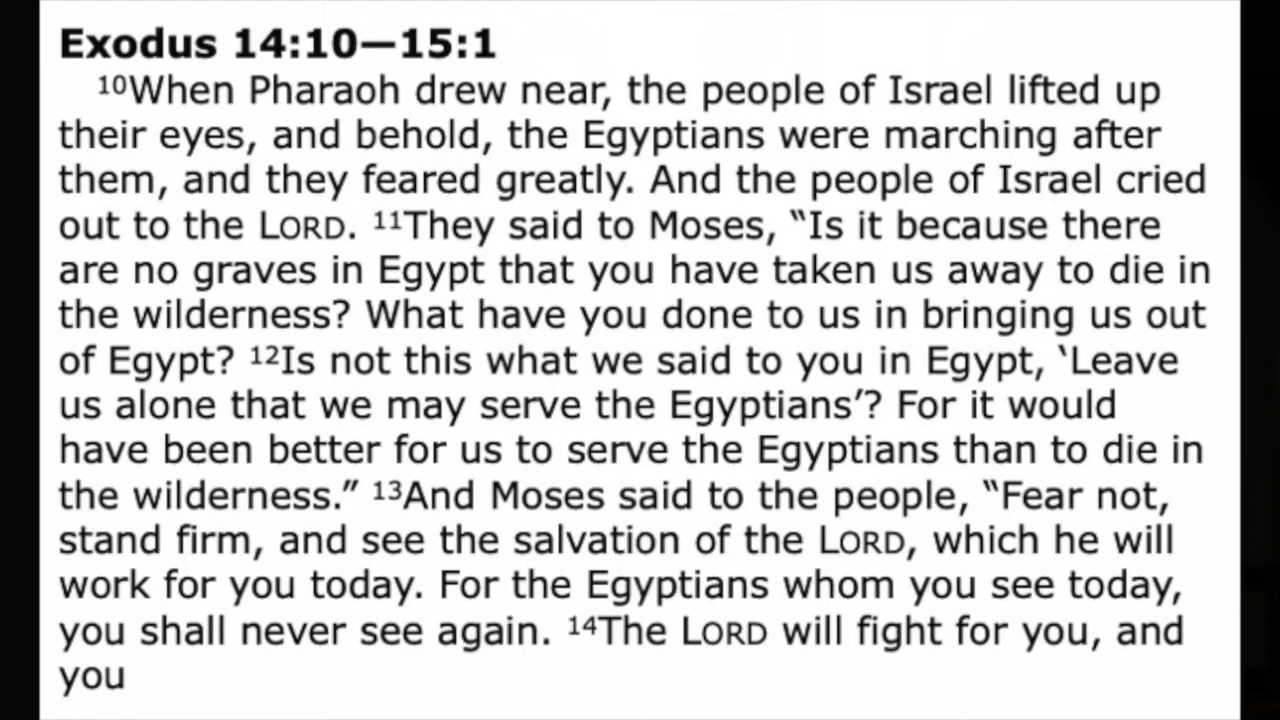 Exodus 14:10—15:1
¹⁰When Pharaoh drew near, the people of Israel lifted up
their eyes, and behold, the Egyptians were marching after
them, and they feared greatly. And the people of Israel cried
out to the LORD. ¹¹They said to Moses, “Is it because there
are no graves in Egypt that you have taken us away to die in
the wilderness? What have you done to us in bringing us out
of Egypt? ¹²Is not this what we said to you in Egypt, ‘Leave
us alone that we may serve the Egyptians’? For it would
have been better for us to serve the Egyptians than to die in
the wilderness.” ¹³And Moses said to the people, “Fear not,
stand firm, and see the salvation of the LORD, which he will
work for you today. For the Egyptians whom you see today,
you shall never see again. ¹⁴The LORD will fight for you, and
you